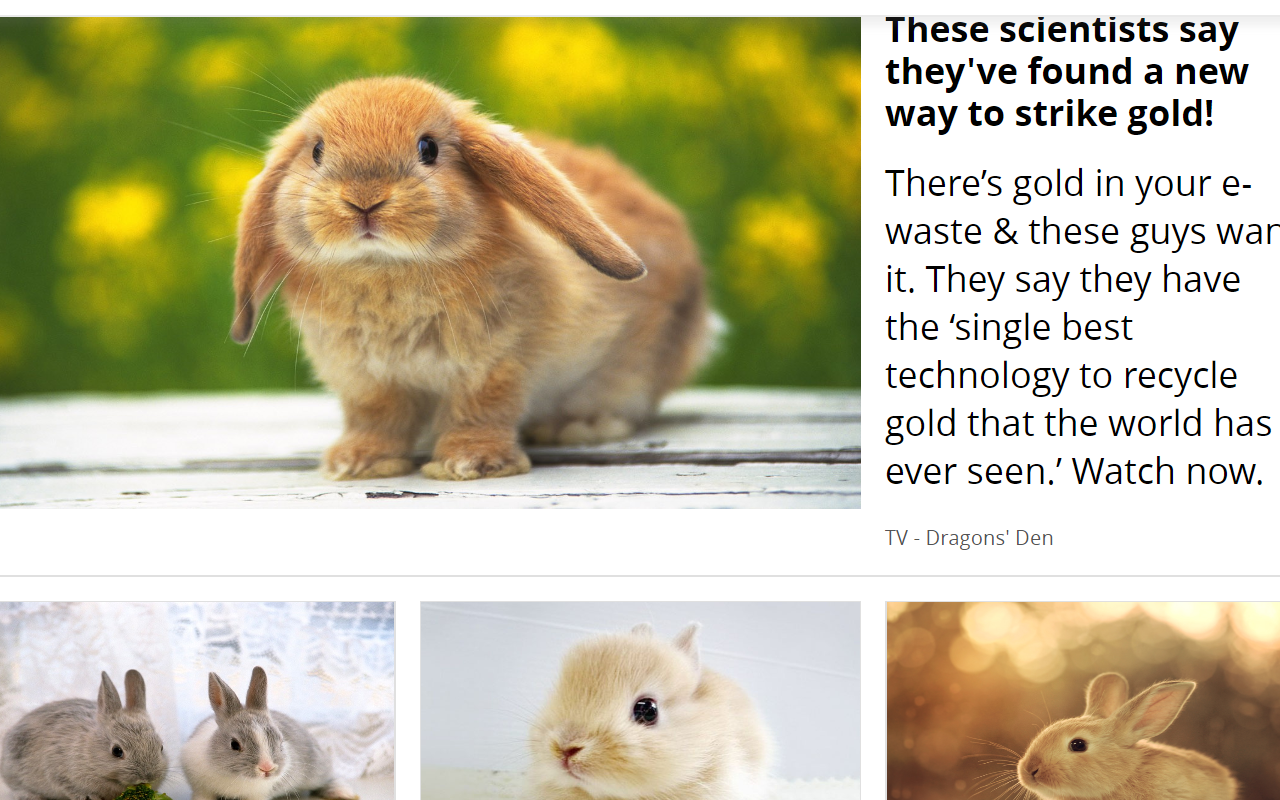 These scientists say
they've found a new
way to strike gold!
There’s gold in your e-
waste & these guys
it. They say they have
the ‘single best
technology to recycle
gold that the world has
ever seen.’ Watch now.
TV - Dragons' Den